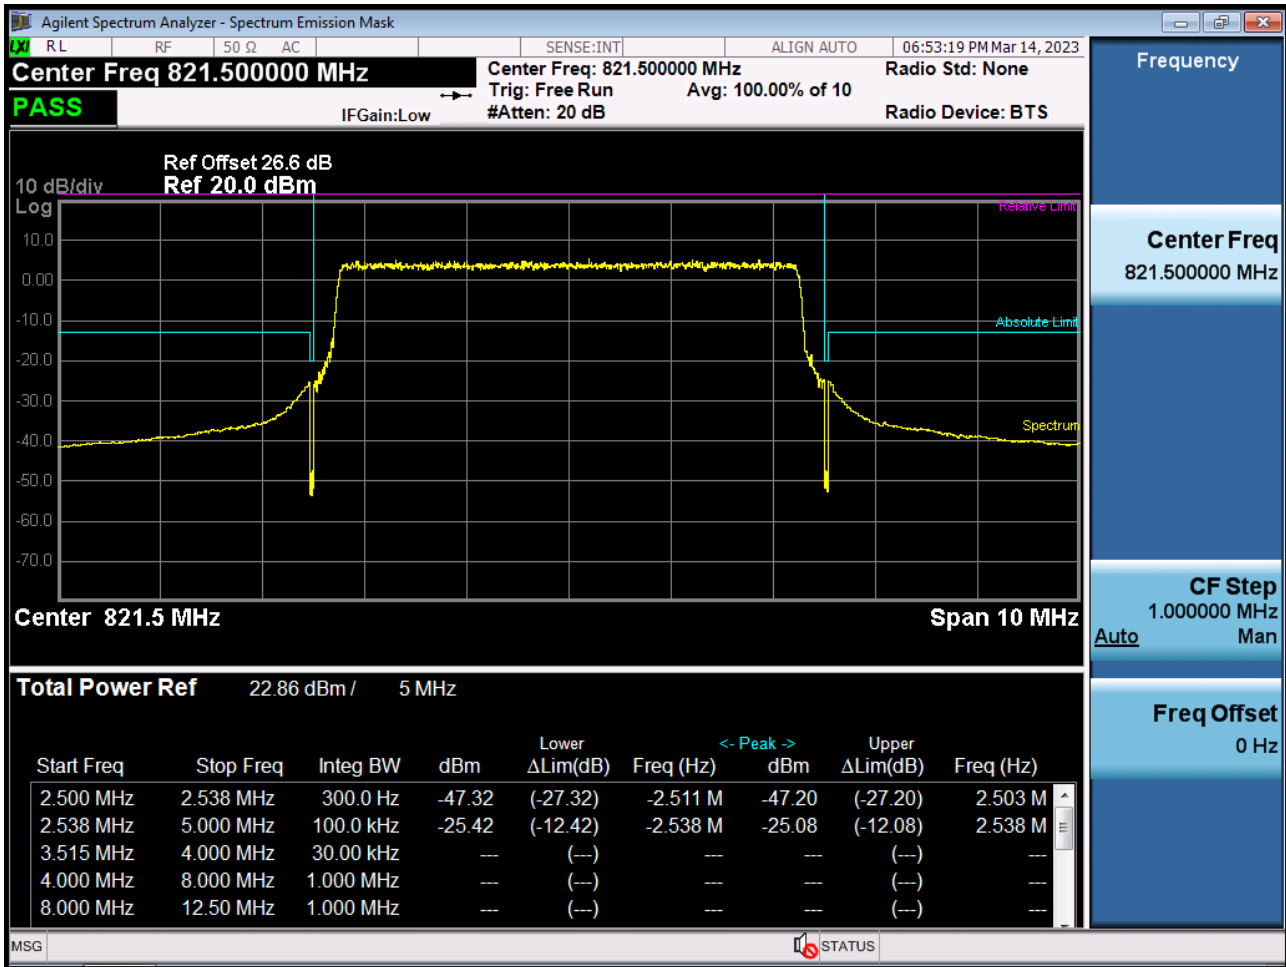 Agilent Spectrum Analyzer - Spectrum Emission Mask
LXI RL RF 50 Ω AC SENSE:INT ALIGN AUTO 06:53:19 PM Mar 14, 2023
Center Freq 821.500000 MHz Center Freq: 821.500000 MHz Radio Std: None
Trig: Free Run Avg: 100.00% of 10
PASS IFGain:Low #Atten: 20 dB Radio Device: BTS
Ref Offset 26.6 dB
10 dB/div Ref 20.0 dBm
Log
Relative Limit
10.0
0.00
-10.0
Absolute Limit
-20.0
-30.0
Spectrum
-40.0
-50.0
-60.0
-70.0
Center 821.5 MHz Span 10 MHz
Total Power Ref 22.86 dBm / 5 MHz
Lower <- Peak -> Upper
Start Freq Stop Freq Integ BW dBm ΔLim(dB) Freq (Hz) dBm ΔLim(dB) Freq (Hz)
2.500 MHz 2.538 MHz 300.0 Hz -47.32 (-27.32) -2.511 M -47.20 (-27.20) 2.503 M
2.538 MHz 5.000 MHz 100.0 kHz -25.42 (-12.42) -2.538 M -25.08 (-12.08) 2.538 M
3.515 MHz 4.000 MHz 30.00 kHz --- (---) --- --- (---) ---
4.000 MHz 8.000 MHz 1.000 MHz --- (---) --- --- (---) ---
8.000 MHz 12.50 MHz 1.000 MHz --- (---) --- --- (---) ---
MSG STATUS
Frequency
Center Freq
821.500000 MHz
CF Step
1.000000 MHz
Auto Man
Freq Offset
0 Hz